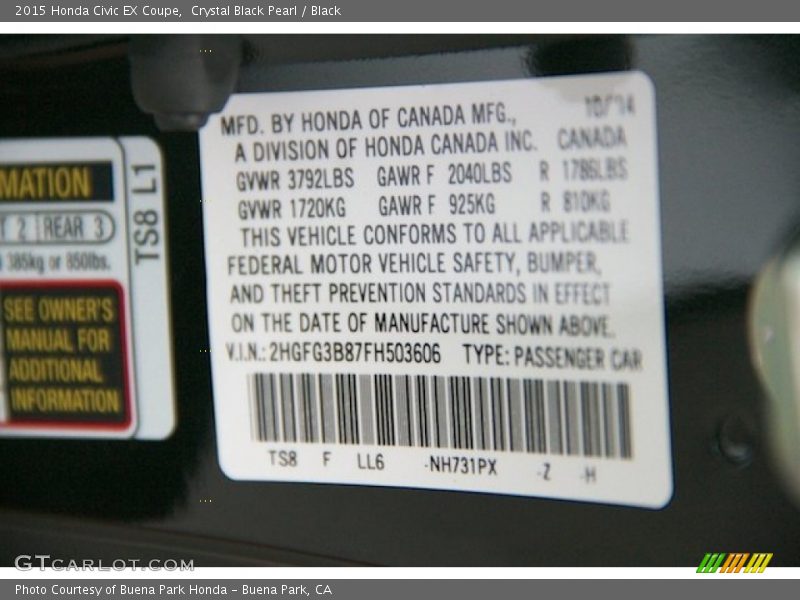 2015 Honda Civic EX Coupe,  Crystal Black Pearl / Black
MFD. BY HONDA OF CANADA MFG., 10/14
A DIVISION OF HONDA CANADA INC. CANADA
GVWR 3792LBS GAWR F 2040LBS R 1786LBS
GVWR 1720KG GAWR F 925KG R 810KG
THIS VEHICLE CONFORMS TO ALL APPLICABLE
FEDERAL MOTOR VEHICLE SAFETY, BUMPER,
AND THEFT PREVENTION STANDARDS IN EFFECT
ON THE DATE OF MANUFACTURE SHOWN ABOVE.
V.I.N.: 2HGFG3B87FH503606 TYPE: PASSENGER CAR
TS8 F LL6 -NH731PX -Z -H
MATION
2 REAR 3
385kg or 850lbs.
SEE OWNER'S
MANUAL FOR
ADDITIONAL
INFORMATION
TS8 L1
GTCARLOT.COM
Photo Courtesy of Buena Park Honda - Buena Park, CA